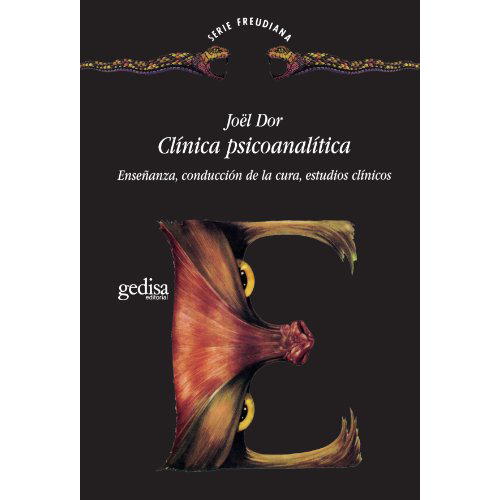 SERIE FREUDIANA
Joël Dor
Clínica psicoanalítica
Enseñanza, conducción de la cura, estudios clínicos
gedisa
editorial